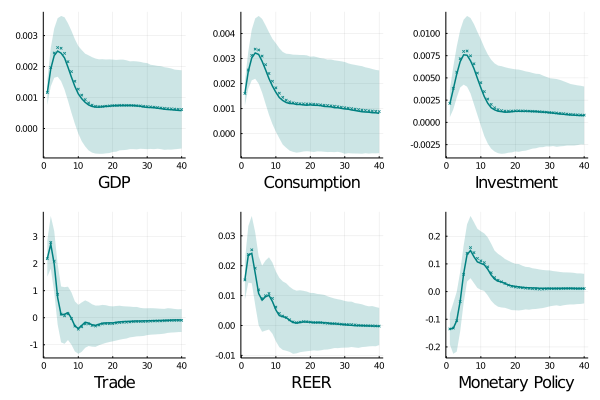 0.003
0.002
0.001
0.000
0 10 20 30 40
GDP
0.004
0.003
0.002
0.001
0.000
0 10 20 30 40
Consumption
0.0100
0.0075
0.0050
0.0025
0.0000
-0.0025
0 10 20 30 40
Investment
3
2
1
0
-1
0 10 20 30 40
Trade
0.03
0.02
0.01
0.00
-0.01
0 10 20 30 40
REER
0.2
0.1
0.0
-0.1
-0.2
0 10 20 30 40
Monetary Policy